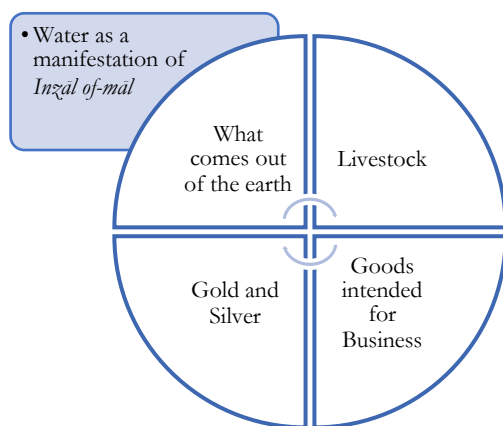 • Water as a
manifestation of
Inzāl of-māl
What
comes out
of the earth
Livestock
Gold and
Silver
Goods
intended
for
Business